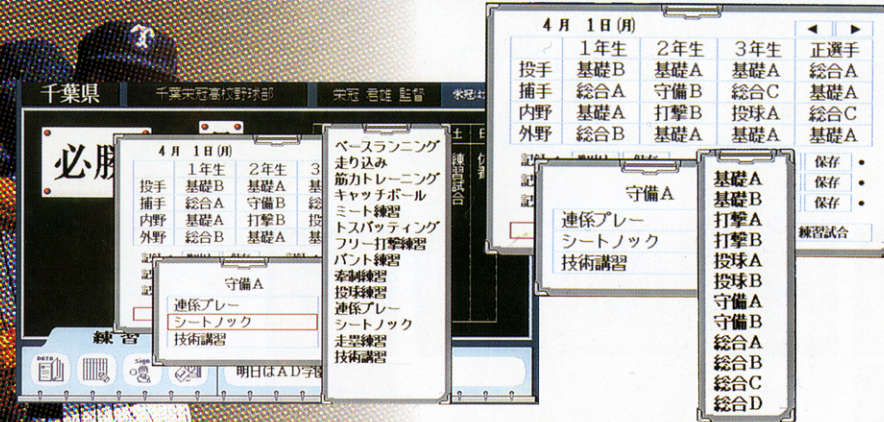 T
千葉県 千葉栄冠高校野球部 栄冠 君雄 監督
土 日
練習試合
4月 1日(月)
1年生 2年生 3
投手 基礎B 基礎A 基
捕手 総合A 守備B 総
内野 基礎A 打撃B 投
外野 総合B 基礎A 基
守備A
連係プレー
シートノック
技術講習
ベースランニング
走り込み
筋力トレーニング
キャッチボール
ミート練習
トスバッティング
フリー打撃練習
バント練習
牽制練習
投球練習
連係プレー
シートノック
走塁練習
技術講習
練習
DATA
Sign
明日はAD学
4月 1日(月) ◀ ▶
1年生 2年生 3年生 正選手
投手 基礎B 基礎A 基礎A 総合A
捕手 総合A 守備B 総合C 基礎A
内野 基礎A 打撃B 投球A 総合C
外野 総合B 基礎A 基礎A 基礎A
保存
保存
保存
練習試合
守備A
連係プレー
シートノック
技術講習
基礎A
基礎B
打撃A
打撃B
投球A
投球B
守備A
守備B
総合A
総合B
総合C
総合D